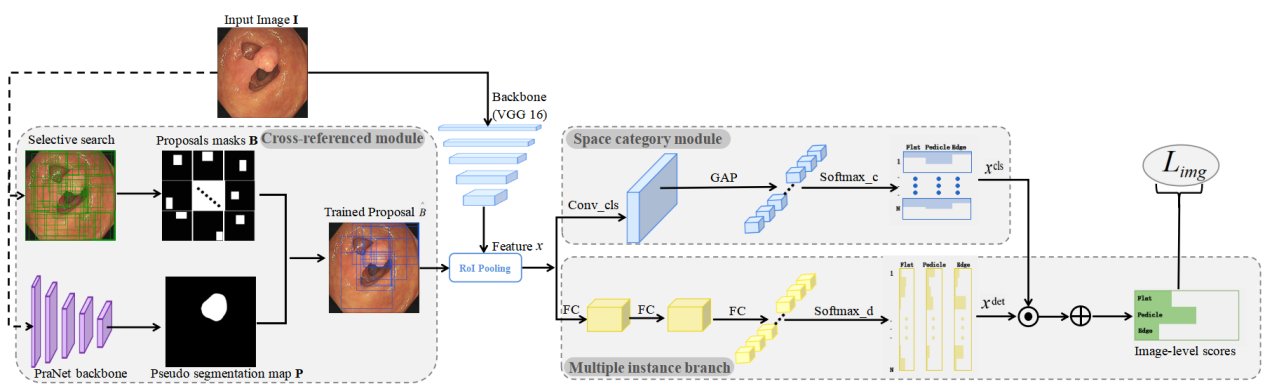 Input Image I
Backbone
(VGG 16)
Selective search
Proposals masks B
Cross-referenced module
Trained Proposal B̂
PraNet backbone
Pseudo segmentation map P
Feature x
RoI Pooling
Space category module
Conv_cls
GAP
Softmax_c
Flat Pedicle Edge
1
N
x^cls
FC
FC
FC
Softmax_d
Flat Pedicle Edge
1
N
x^det
Multiple instance branch
L_img
Flat
Pedicle
Edge
Image-level scores